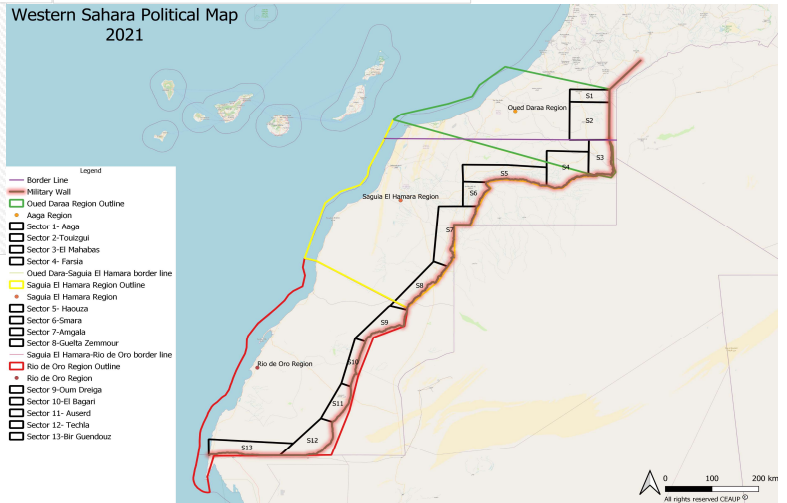 Western Sahara Political Map
2021
Legend
Border Line
Military Wall
Oued Daraa Region Outline
Aaga Region
Sector 1- Aaga
Sector 2-Touizgui
Sector 3-El Mahabas
Sector 4- Farsia
Oued Dara-Saguia El Hamara border line
Saguia El Hamara Region Outline
Saguia El Hamara Region
Sector 5- Haouza
Sector 6-Smara
Sector 7-Amgala
Sector 8-Guelta Zemmour
Saguia El Hamara-Rio de Oro border line
Rio de Oro Region Outline
Rio de Oro Region
Sector 9-Oum Dreiga
Sector 10-El Bagari
Sector 11- Auserd
Sector 12- Techla
Sector 13-Bir Guendouz
S1
Oued Daraa Region
S2
S3
S4
S5
S6
Saguia El Hamara Region
S7
S8
S9
S10
Rio de Oro Region
S11
S12
S13
0 100 200 km
All rights reserved CEAUP ©